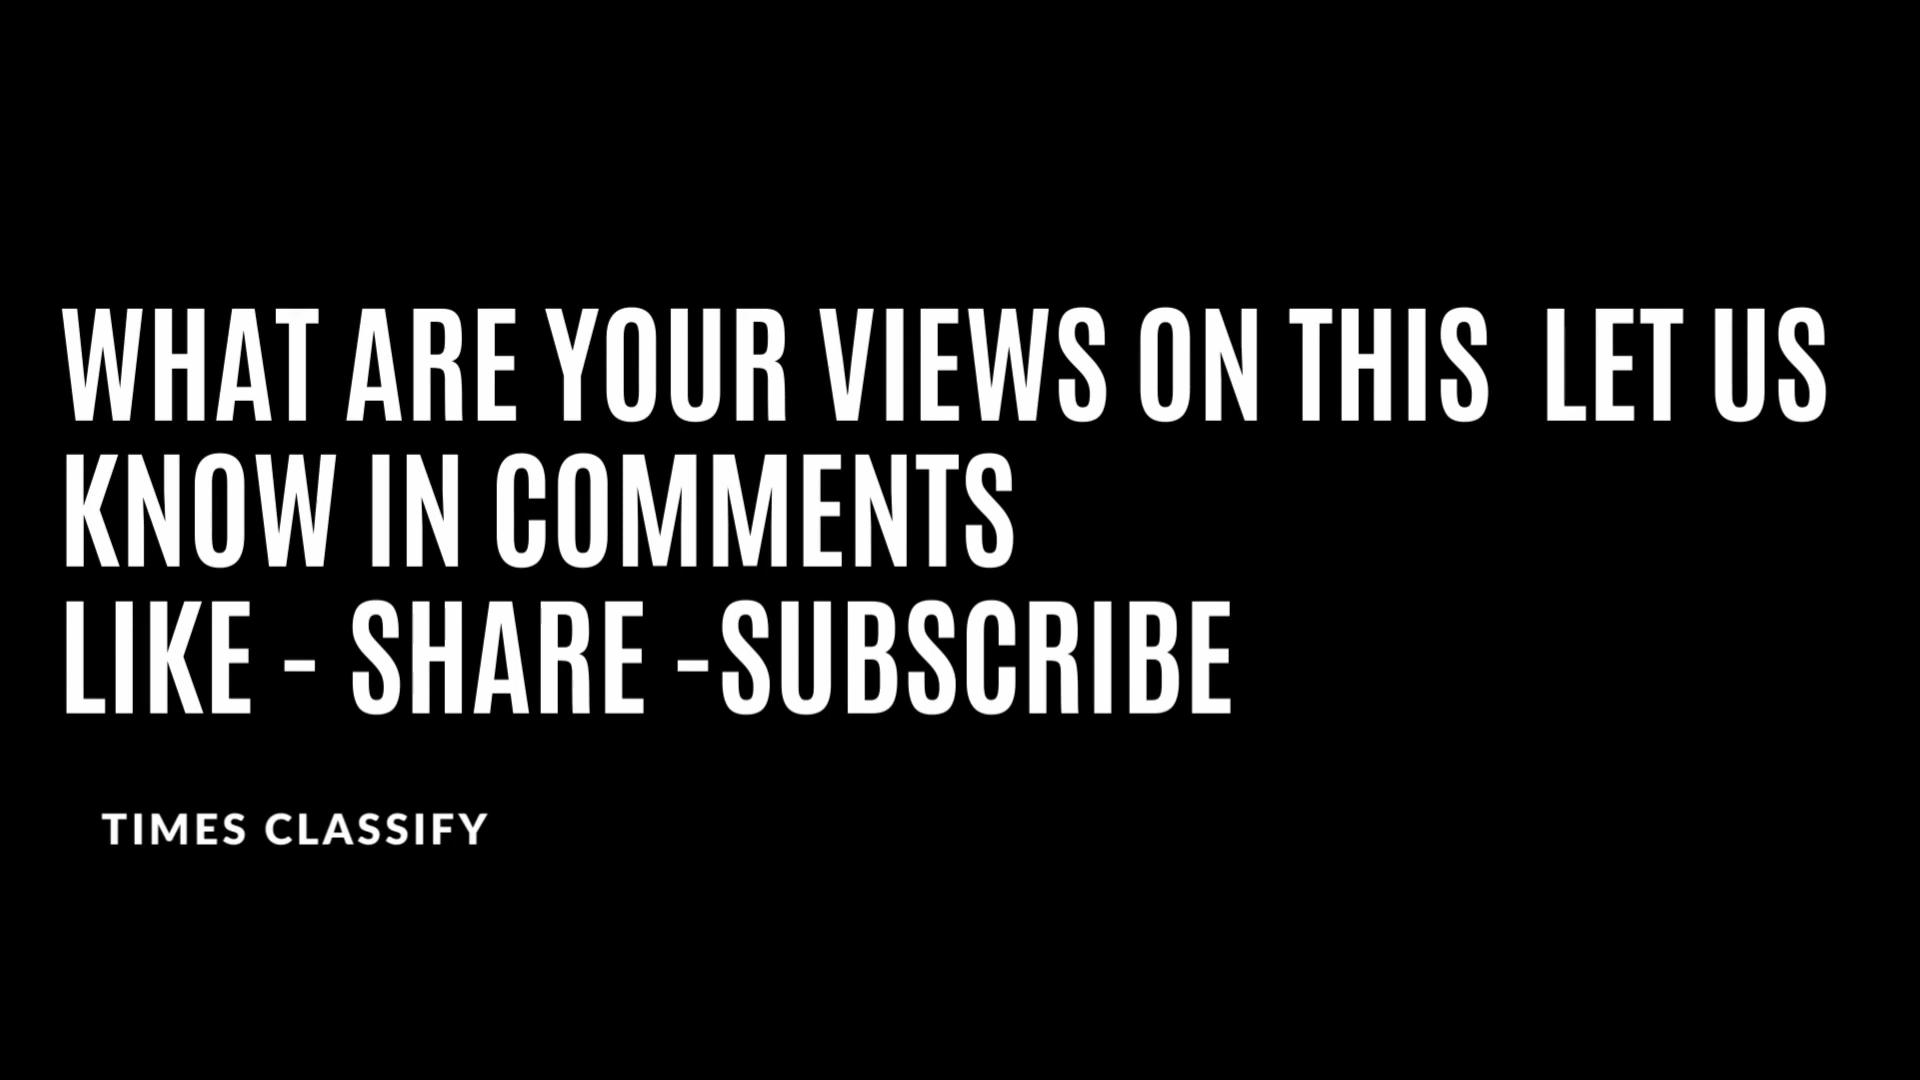 WHAT ARE YOUR VIEWS ON THIS  LET US
KNOW IN COMMENTS
LIKE - SHARE -SUBSCRIBE
TIMES CLASSIFY